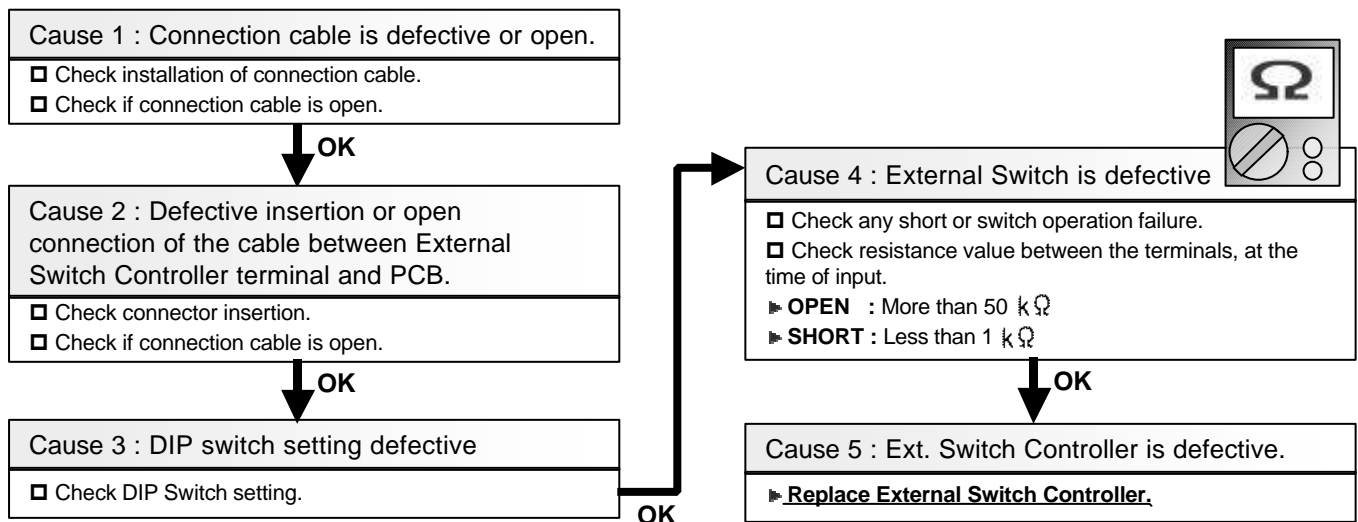 Cause 1 : Connection cable is defective or open.
☐ Check installation of connection cable.
☐ Check if connection cable is open.
OK
Cause 2 : Defective insertion or open
connection of the cable between External
Switch Controller terminal and PCB.
☐ Check connector insertion.
☐ Check if connection cable is open.
OK
Cause 3 : DIP switch setting defective
☐ Check DIP Switch setting.
OK
Ω
Cause 4 : External Switch is defective
☐ Check any short or switch operation failure.
☐ Check resistance value between the terminals, at the
time of input.
► OPEN : More than 50 kΩ
► SHORT : Less than 1 kΩ
OK
Cause 5 : Ext. Switch Controller is defective.
► Replace External Switch Controller.